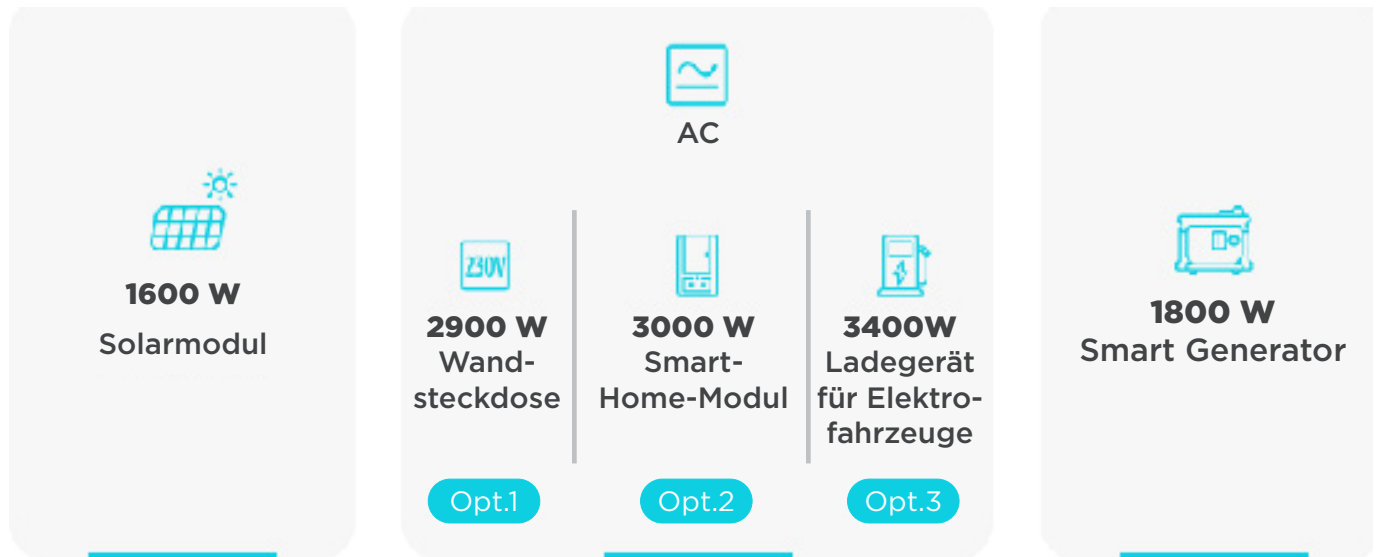 1600 W
Solarmodul
AC
230V
2900 W
Wand-
steckdose
Opt.1
3000 W
Smart-
Home-Modul
Opt.2
3400W
Ladegerät
für Elektro-
fahrzeuge
Opt.3
1800 W
Smart Generator